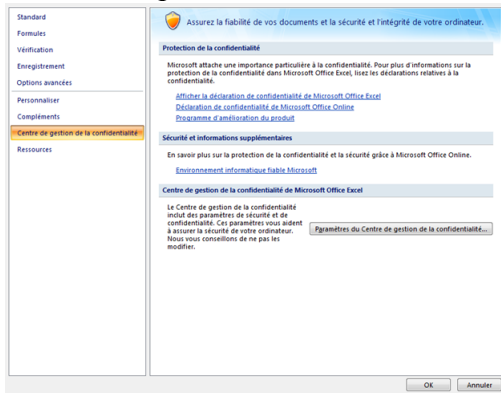 Standard
Formules
Vérification
Enregistrement
Options avancées
Personnaliser
Compléments
Centre de gestion de la confidentialité
Ressources
Assurez la fiabilité de vos documents et la sécurité et l'intégrité de votre ordinateur.
Protection de la confidentialité
Microsoft attache une importance particulière à la confidentialité. Pour plus d'informations sur la
protection de la confidentialité dans Microsoft Office Excel, lisez les déclarations relatives à la
confidentialité.
Afficher la déclaration de confidentialité de Microsoft Office Excel
Déclaration de confidentialité de Microsoft Office Online
Programme d'amélioration du produit
Sécurité et informations supplémentaires
En savoir plus sur la protection de la confidentialité et la sécurité grâce à Microsoft Office Online.
Environnement informatique fiable Microsoft
Centre de gestion de la confidentialité de Microsoft Office Excel
Le Centre de gestion de la confidentialité
inclut des paramètres de sécurité et de
confidentialité. Ces paramètres vous aident
à assurer la sécurité de votre ordinateur.
Nous vous conseillons de ne pas les
modifier.
Paramètres du Centre de gestion de la confidentialité...
OK
Annuler